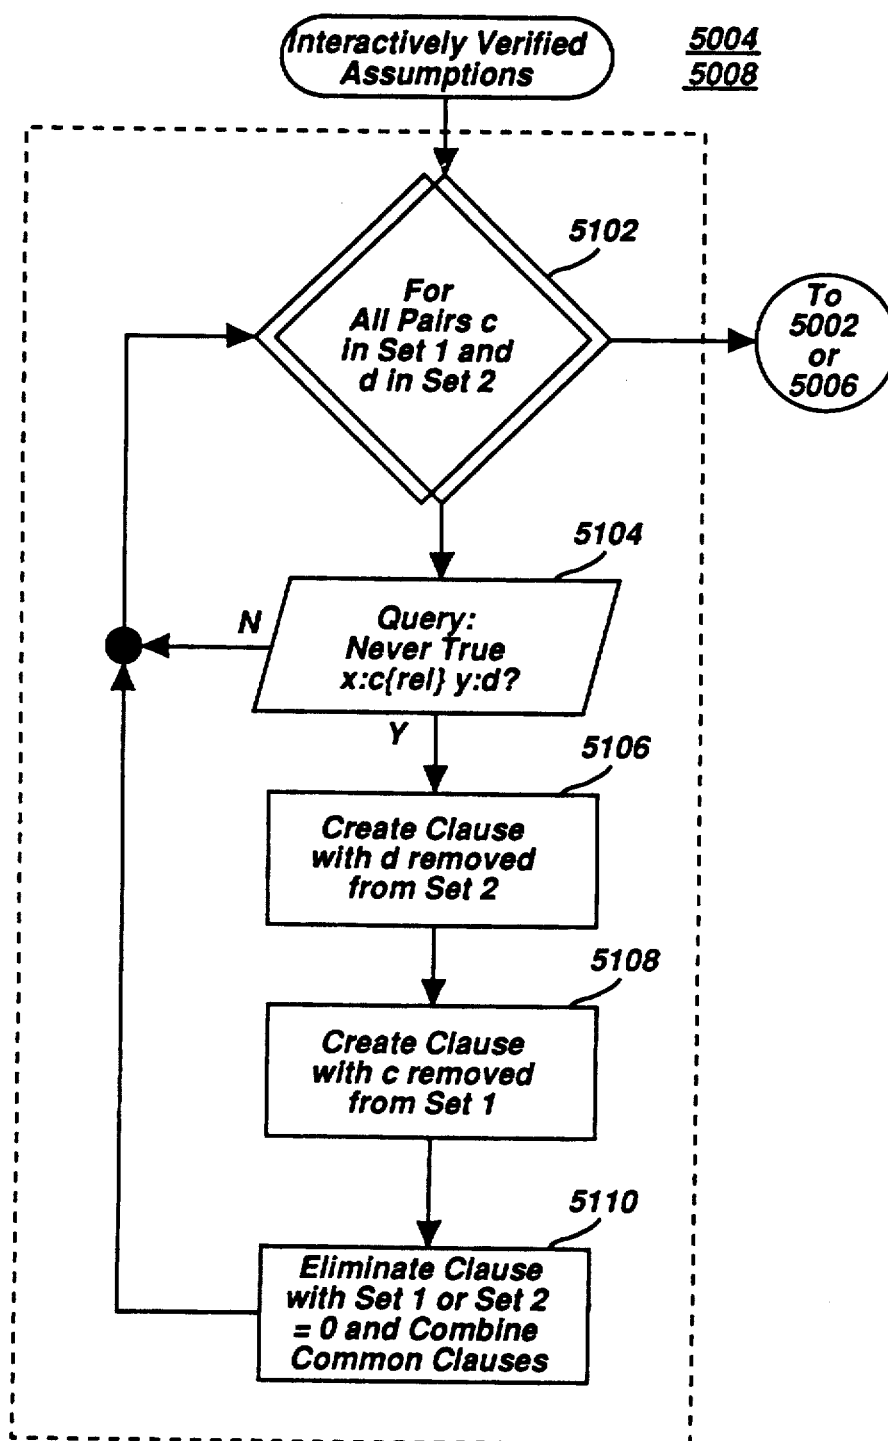 Interactively Verified
Assumptions
5004
5008
5102
For
All Pairs c
in Set 1 and
d in Set 2
To
5002
or
5006
5104
N
Query:
Never True
x:c{rel} y:d?
Y
5106
Create Clause
with d removed
from Set 2
5108
Create Clause
with c removed
from Set 1
5110
Eliminate Clause
with Set 1 or Set 2
= 0 and Combine
Common Clauses